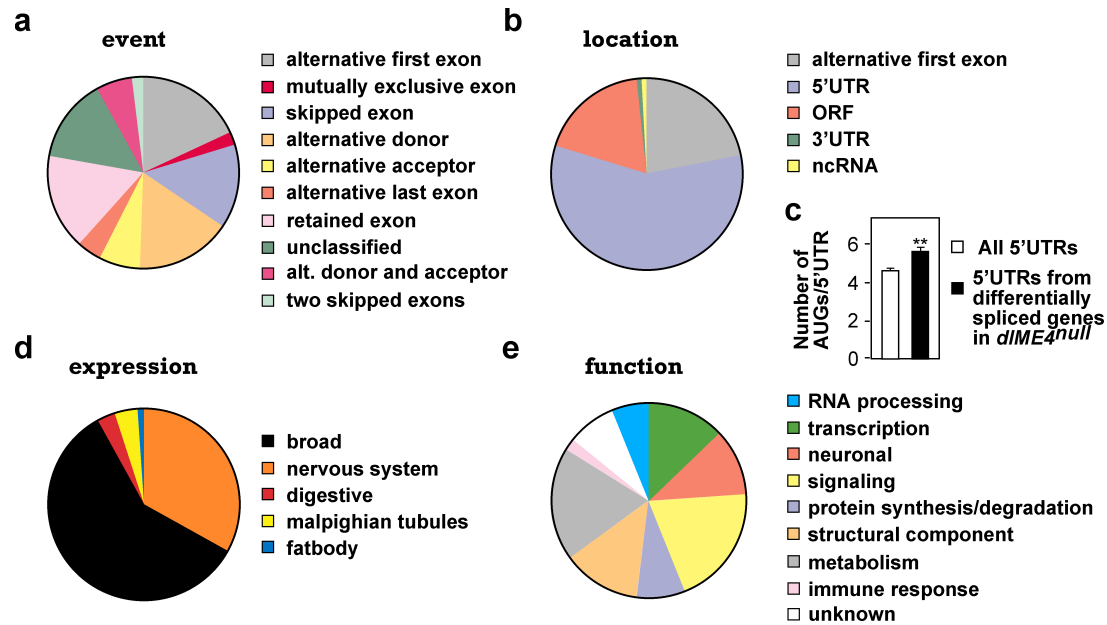 a
event
alternative first exon
mutually exclusive exon
skipped exon
alternative donor
alternative acceptor
alternative last exon
retained exon
unclassified
alt. donor and acceptor
two skipped exons
b
location
alternative first exon
5'UTR
ORF
3'UTR
ncRNA
c
Number of
AUGs/5'UTR
6
4
2
0
**
All 5'UTRs
5'UTRs from
differentially
spliced genes
in dIME4null
d
expression
broad
nervous system
digestive
malpighian tubules
fatbody
e
function
RNA processing
transcription
neuronal
signaling
protein synthesis/degradation
structural component
metabolism
immune response
unknown